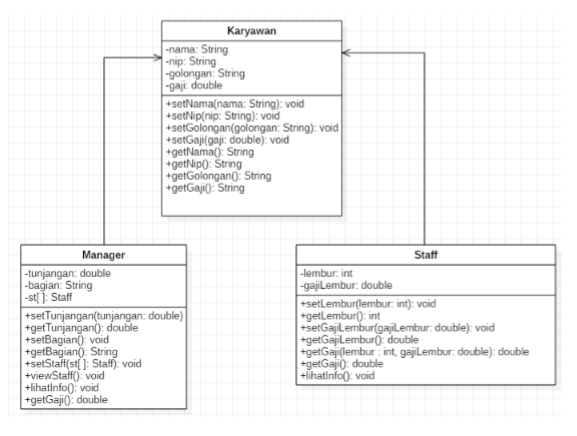 Karyawan
-nama: String
-nip: String
-golongan: String
-gaji: double
+setNama(nama: String): void
+setNip(nip: String): void
+setGolongan(golongan: String): void
+setGaji(gaji: double): void
+getNama(): String
+getNip(): String
+getGolongan(): String
+getGaji(): String
Manager
-tunjangan: double
-bagian: String
-st[ ]: Staff
+setTunjangan(tunjangan: double)
+getTunjangan(): double
+setBagian(): void
+getBagian(): String
+setStaff(st[ ]: Staff): void
+viewStaff(): void
+lihatInfo(): void
+getGaji(): double
Staff
-lembur: int
-gajiLembur: double
+setLembur(lembur: int): void
+getLembur(): int
+setGajiLembur(gajiLembur: double): void
+getGajiLembur(): double
+getGaji(lembur : int, gajiLembur: double): double
+getGaji(): double
+lihatInfo(): void